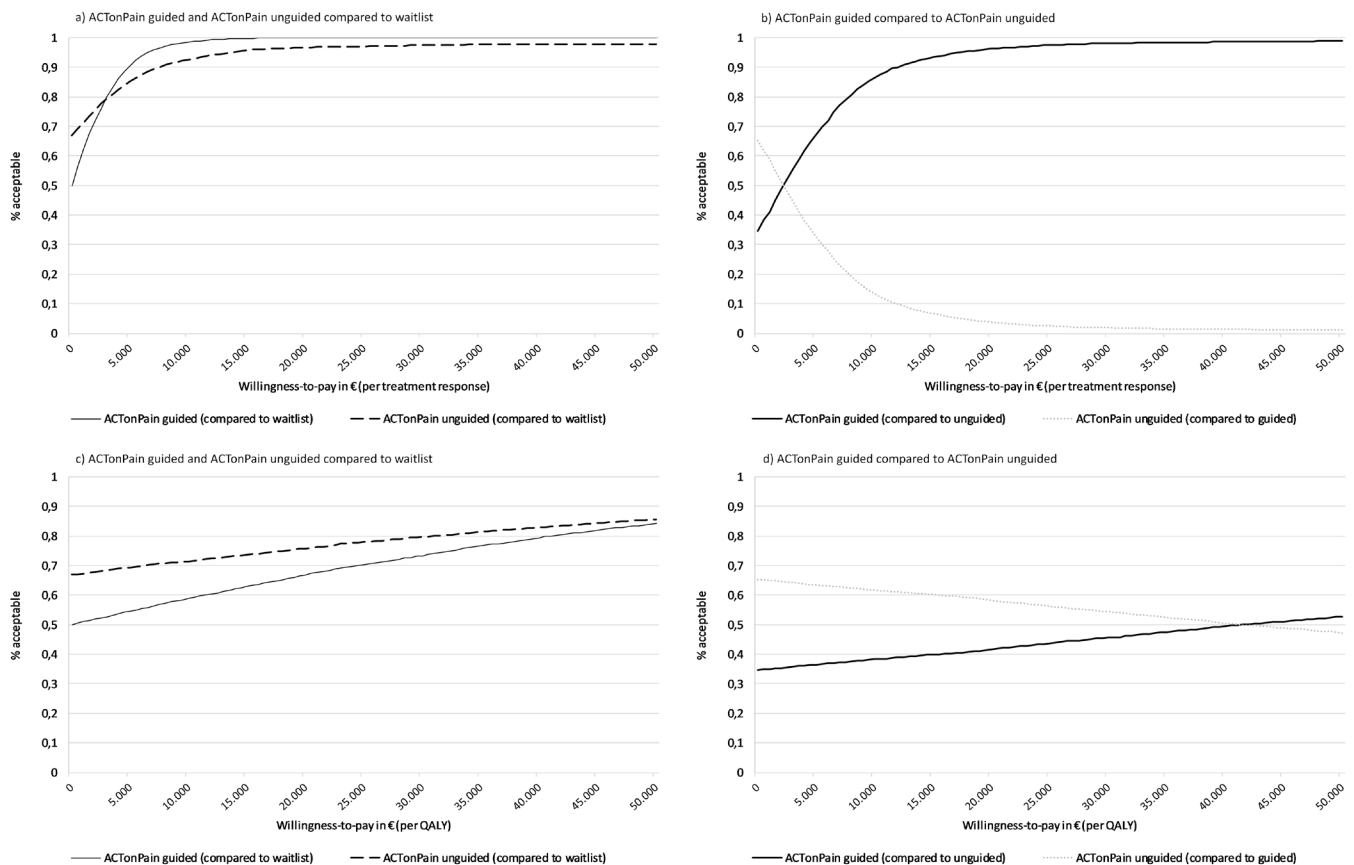 a) ACTonPain guided and ACTonPain unguided compared to waitlist
1
0,9
0,8
0,7
0,6
0,5
0,4
0,3
0,2
0,1
0
% acceptable
0 5.000 10.000 15.000 20.000 25.000 30.000 35.000 40.000 45.000 50.000
Willingness-to-pay in € (per treatment response)
ACTonPain guided (compared to waitlist) ACTonPain unguided (compared to waitlist)
b) ACTonPain guided compared to ACTonPain unguided
1
0,9
0,8
0,7
0,6
0,5
0,4
0,3
0,2
0,1
0
% acceptable
0 5.000 10.000 15.000 20.000 25.000 30.000 35.000 40.000 45.000 50.000
Willingness-to-pay in € (per treatment response)
ACTonPain guided (compared to unguided) ACTonPain unguided (compared to guided)
c) ACTonPain guided and ACTonPain unguided compared to waitlist
1
0,9
0,8
0,7
0,6
0,5
0,4
0,3
0,2
0,1
0
% acceptable
0 5.000 10.000 15.000 20.000 25.000 30.000 35.000 40.000 45.000 50.000
Willingness-to-pay in € (per QALY)
ACTonPain guided (compared to waitlist) ACTonPain unguided (compared to waitlist)
d) ACTonPain guided compared to ACTonPain unguided
1
0,9
0,8
0,7
0,6
0,5
0,4
0,3
0,2
0,1
0
% acceptable
0 5.000 10.000 15.000 20.000 25.000 30.000 35.000 40.000 45.000 50.000
Willingness-to-pay in € (per QALY)
ACTonPain guided (compared to unguided) ACTonPain unguided (compared to guided)